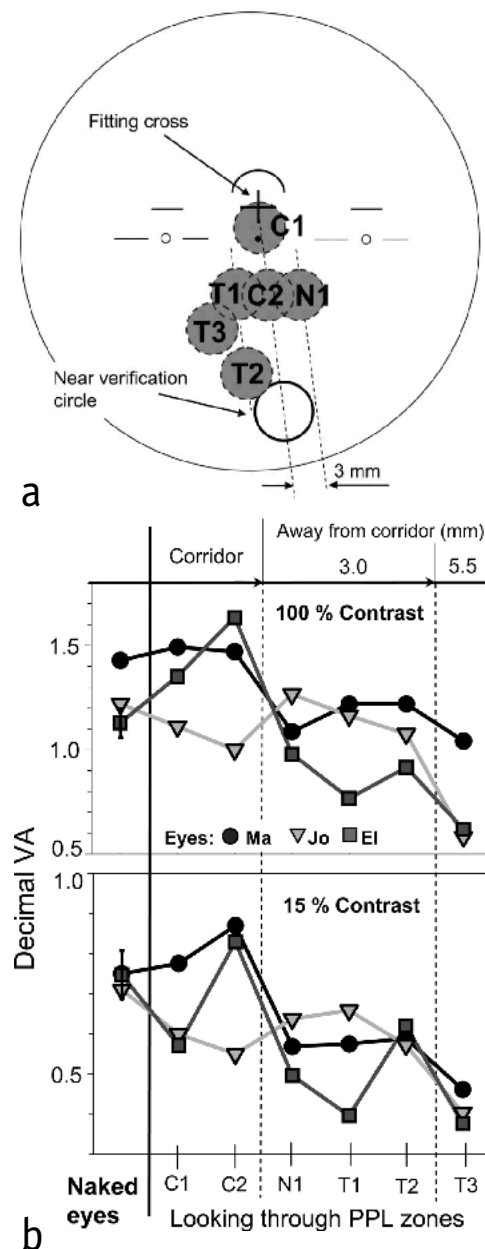 Fitting cross
C1
T1 C2 N1
T3
T2
Near verification
circle
3 mm
a
Away from corridor (mm)
Corridor
3.0 5.5
100 % Contrast
1.5
1.0
0.5
Eyes: Ma Jo El
Decimal VA
1.0
15 % Contrast
0.5
Naked
eyes
C1 C2 N1 T1 T2 T3
Looking through PPL zones
b